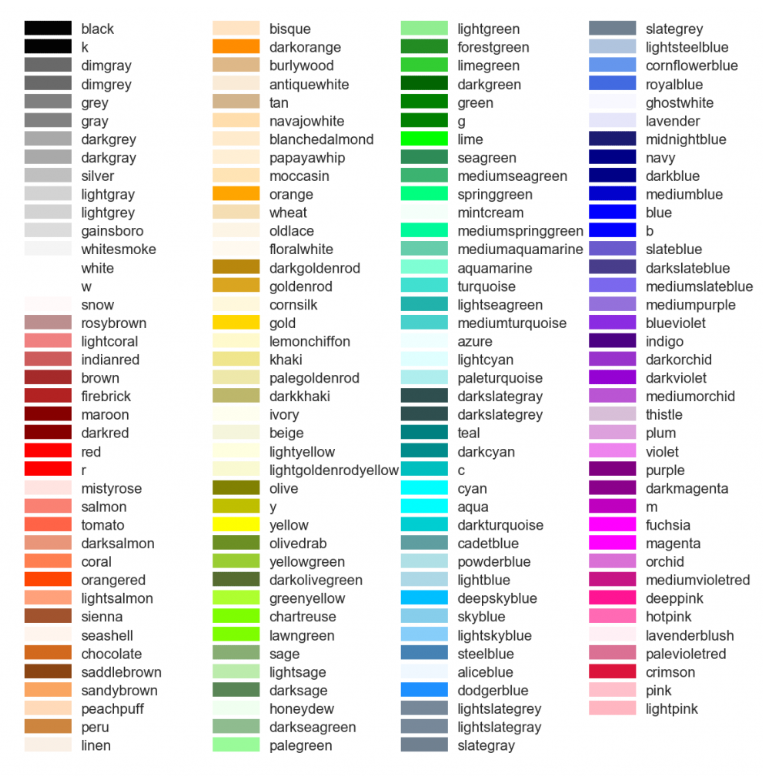 black
k
dimgray
dimgrey
grey
gray
darkgrey
darkgray
silver
lightgray
lightgrey
gainsboro
whitesmoke
white
w
snow
rosybrown
lightcoral
indianred
brown
firebrick
maroon
darkred
red
r
mistyrose
salmon
tomato
darksalmon
coral
orangered
lightsalmon
sienna
seashell
chocolate
saddlebrown
sandybrown
peachpuff
peru
linen
bisque
darkorange
burlywood
antiquewhite
tan
navajowhite
blanchedalmond
papayawhip
moccasin
orange
wheat
oldlace
floralwhite
darkgoldenrod
goldenrod
cornsilk
gold
lemonchiffon
khaki
palegoldenrod
darkkhaki
ivory
beige
lightyellow
lightgoldenrodyellow
olive
y
yellow
olivedrab
yellowgreen
darkolivegreen
greenyellow
chartreuse
lawngreen
sage
lightsage
darksage
honeydew
darkseagreen
palegreen
lightgreen
forestgreen
limegreen
darkgreen
green
g
lime
seagreen
mediumseagreen
springgreen
mintcream
mediumspringgreen
mediumaquamarine
aquamarine
turquoise
lightseagreen
mediumturquoise
azure
lightcyan
paleturquoise
darkslategray
darkslategrey
teal
darkcyan
c
cyan
aqua
darkturquoise
cadetblue
powderblue
lightblue
deepskyblue
skyblue
lightskyblue
steelblue
aliceblue
dodgerblue
lightslategrey
lightslategray
slategray
slategrey
lightsteelblue
cornflowerblue
royalblue
ghostwhite
lavender
midnightblue
navy
darkblue
mediumblue
blue
b
slateblue
darkslateblue
mediumslateblue
mediumpurple
blueviolet
indigo
darkorchid
darkviolet
mediumorchid
thistle
plum
violet
purple
darkmagenta
m
fuchsia
magenta
orchid
mediumvioletred
deeppink
hotpink
lavenderblush
palevioletred
crimson
pink
lightpink